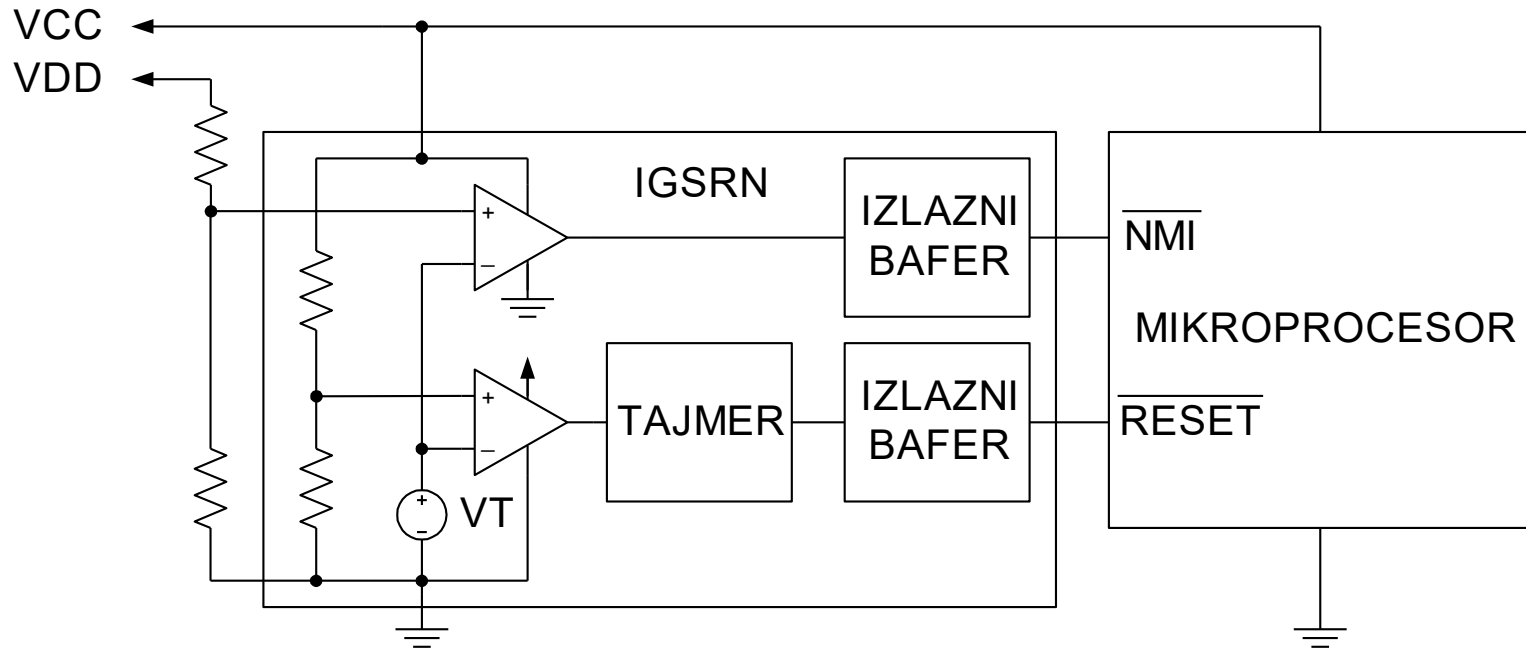 VCC
VDD
IGSRN
+
–
IZLAZNI
BAFER
NMI
MIKROPROCESOR
+
–
TAJMER
IZLAZNI
BAFER
RESET
+
–
VT